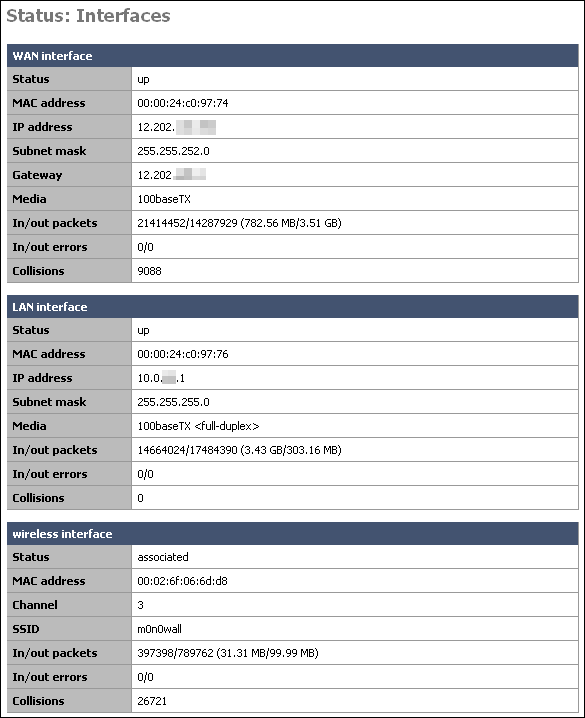 Status: Interfaces
WAN interface
Status up
MAC address 00:00:24:c0:97:74
IP address 12.202.
Subnet mask 255.255.252.0
Gateway 12.202
Media 100baseTX
In/out packets 21414452/14287929 (782.56 MB/3.51 GB)
In/out errors 0/0
Collisions 9088
LAN interface
Status up
MAC address 00:00:24:c0:97:76
IP address 10.0. .1
Subnet mask 255.255.255.0
Media 100baseTX <full-duplex>
In/out packets 14664024/17484390 (3.43 GB/303.16 MB)
In/out errors 0/0
Collisions 0
wireless interface
Status associated
MAC address 00:02:6f:06:6d:d8
Channel 3
SSID m0n0wall
In/out packets 397398/789762 (31.31 MB/99.99 MB)
In/out errors 0/0
Collisions 26721